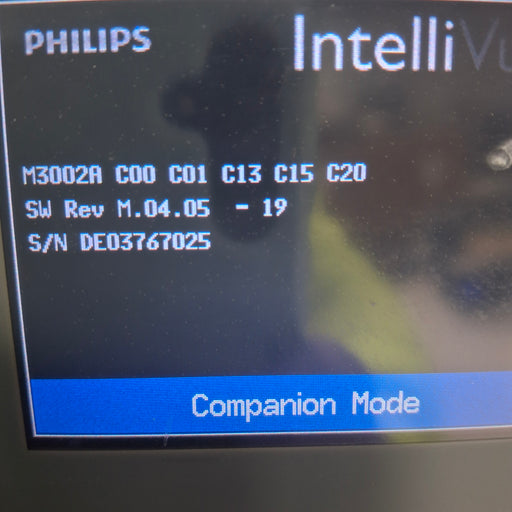 PHILIPS
IntelliVu
M3002A C00 C01 C13 C15 C20
SW Rev M.04.05 - 19
S/N DE03767025
Companion Mode